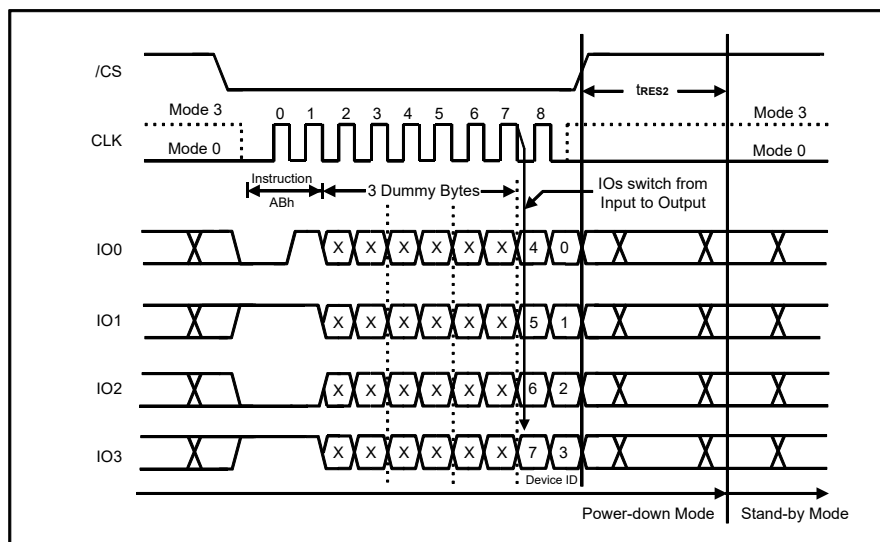 /CS
tRES2
Mode 3
0 1 2 3 4 5 6 7 8
Mode 3
CLK
Mode 0
Mode 0
Instruction
ABh
3 Dummy Bytes
IOs switch from
Input to Output
IO0
X X X X X X 4 0
IO1
X X X X X X 5 1
IO2
X X X X X X 6 2
IO3
X X X X X X 7 3
Device ID
Power-down Mode
Stand-by Mode